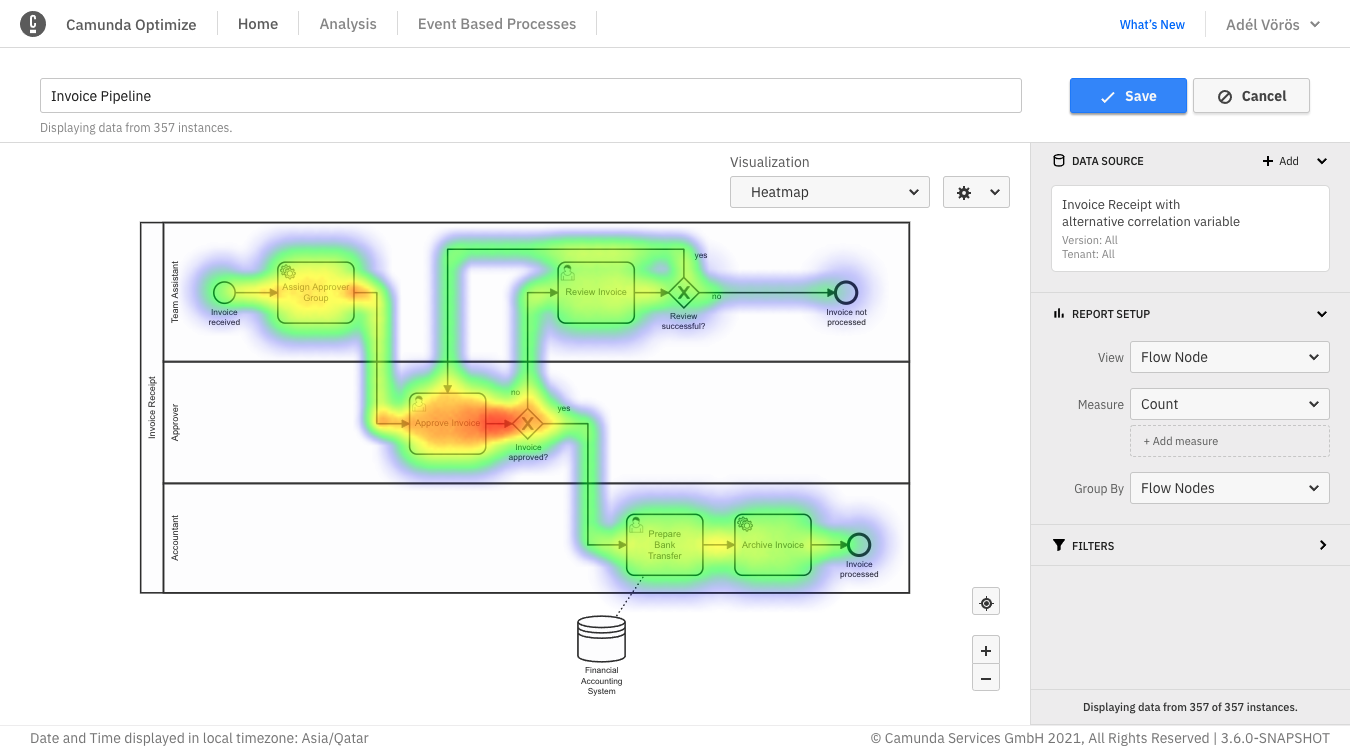 Camunda Optimize
Home
Analysis
Event Based Processes
What's New
Adél Vörös
Invoice Pipeline
Save
Cancel
Displaying data from 357 instances.
Visualization
Heatmap
Invoice Receipt
Team Assistant
Invoice
received
Assign Approver
Group
Review Invoice
yes
no
Review
successful?
Invoice not
processed
Approver
Approve Invoice
no
yes
Invoice
approved?
Accountant
Prepare
Bank
Transfer
Archive Invoice
Invoice
processed
Financial
Accounting
System
DATA SOURCE
+ Add
Invoice Receipt with
alternative correlation variable
Version: All
Tenant: All
REPORT SETUP
View
Flow Node
Measure
Count
+ Add measure
Group By
Flow Nodes
FILTERS
Displaying data from 357 of 357 instances.
Date and Time displayed in local timezone: Asia/Qatar
© Camunda Services GmbH 2021, All Rights Reserved | 3.6.0-SNAPSHOT